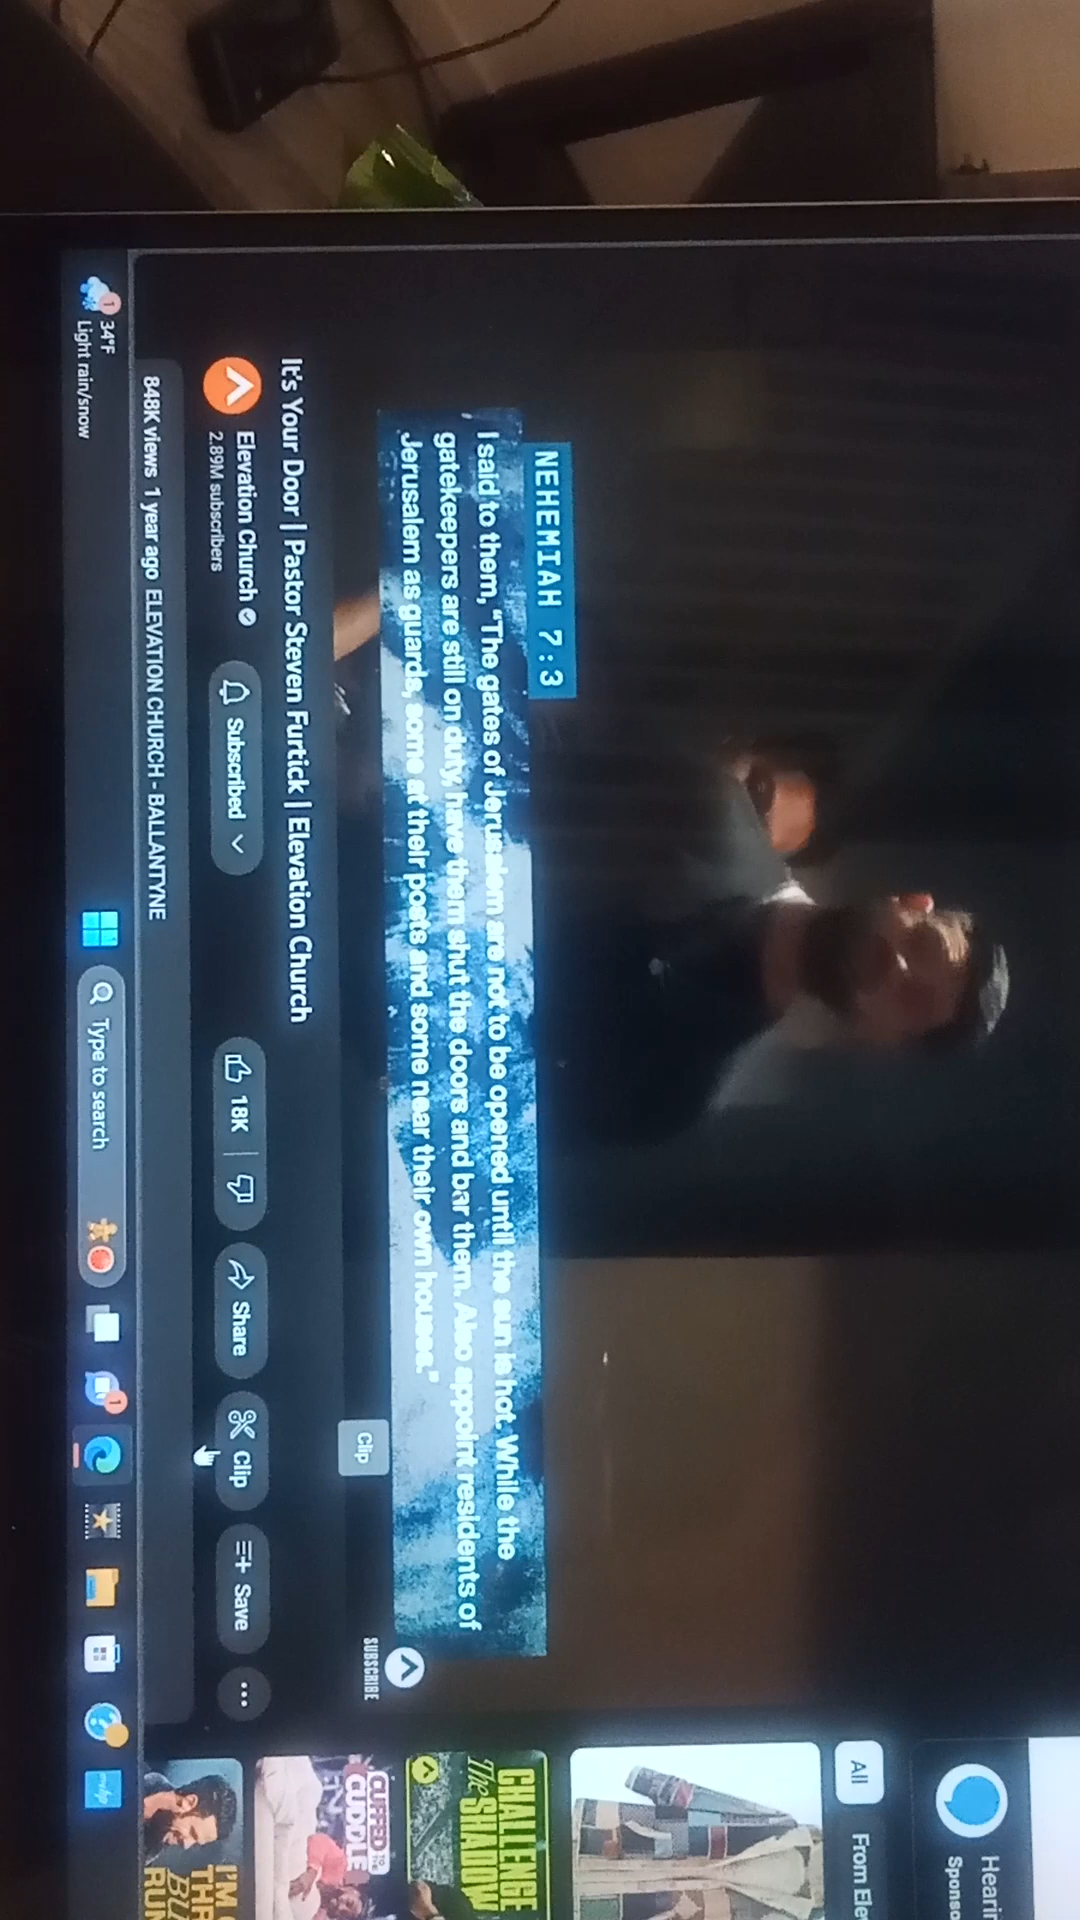 NEHEMIAH 7:3
I said to them, "The gates of Jerusalem are not to be opened until the sun is hot. While the
gatekeepers are still on duty, have them shut the doors and bar them. Also appoint residents of
Jerusalem as guards, some at their posts and some near their own houses."
SUBSCRIBE
Clip
It's Your Door | Pastor Steven Furtick | Elevation Church
Elevation Church
2.89M subscribers
Subscribed
18K
Share
Clip
Save
848K views 1 year ago ELEVATION CHURCH - BALLANTYNE
Sponso
All
From Ele
CHALLENGE
The SHADOW
CUFFED TO THE
CUDDLE
I'M
RUN
1
34°F
Light rain/snow
Type to search
1